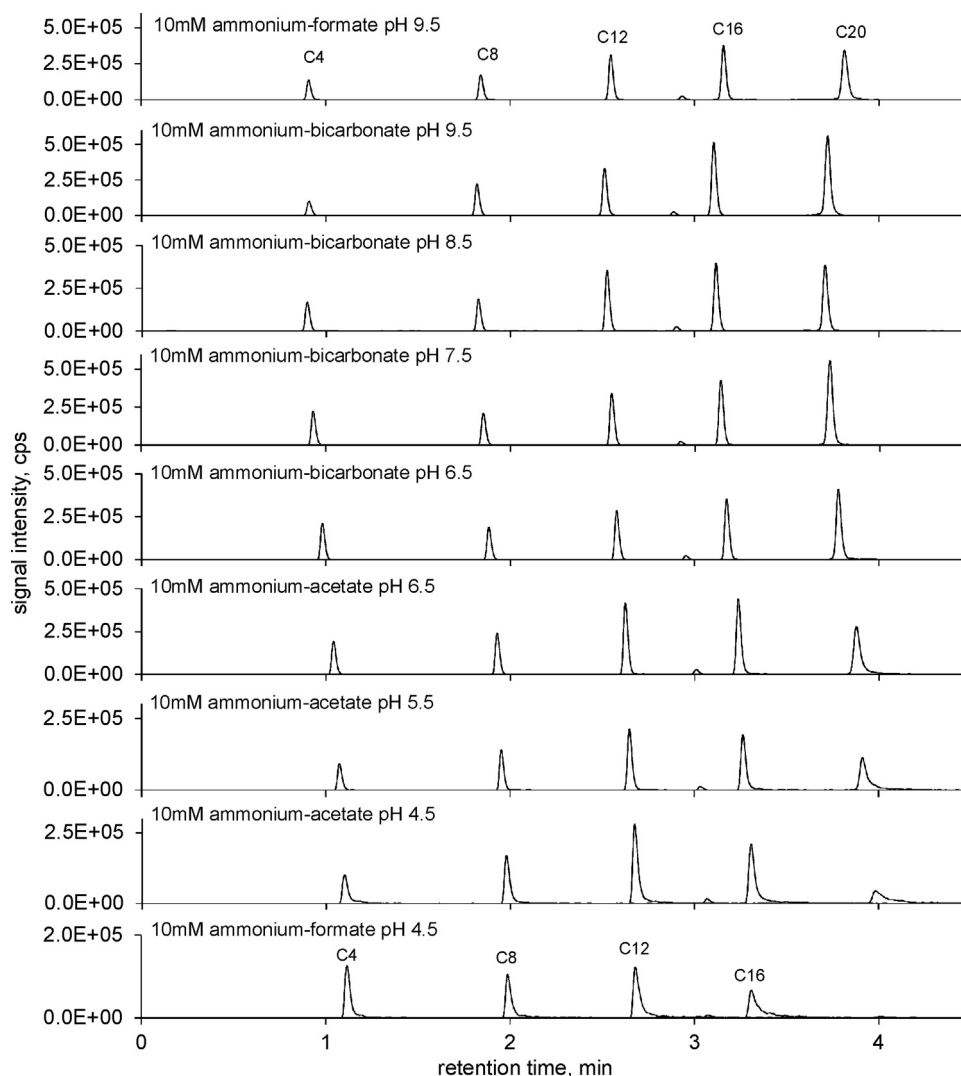 10mM ammonium-formate pH 9.5
5.0E+05
2.5E+05
0.0E+00
C4
C8
C12
C16
C20
10mM ammonium-bicarbonate pH 9.5
5.0E+05
2.5E+05
0.0E+00
10mM ammonium-bicarbonate pH 8.5
5.0E+05
2.5E+05
0.0E+00
10mM ammonium-bicarbonate pH 7.5
5.0E+05
2.5E+05
0.0E+00
10mM ammonium-bicarbonate pH 6.5
5.0E+05
2.5E+05
0.0E+00
10mM ammonium-acetate pH 6.5
5.0E+05
2.5E+05
0.0E+00
10mM ammonium-acetate pH 5.5
2.5E+05
0.0E+00
10mM ammonium-acetate pH 4.5
2.5E+05
0.0E+00
10mM ammonium-formate pH 4.5
2.0E+05
0.0E+00
C4
C8
C12
C16
signal intensity, cps
0 1 2 3 4
retention time, min